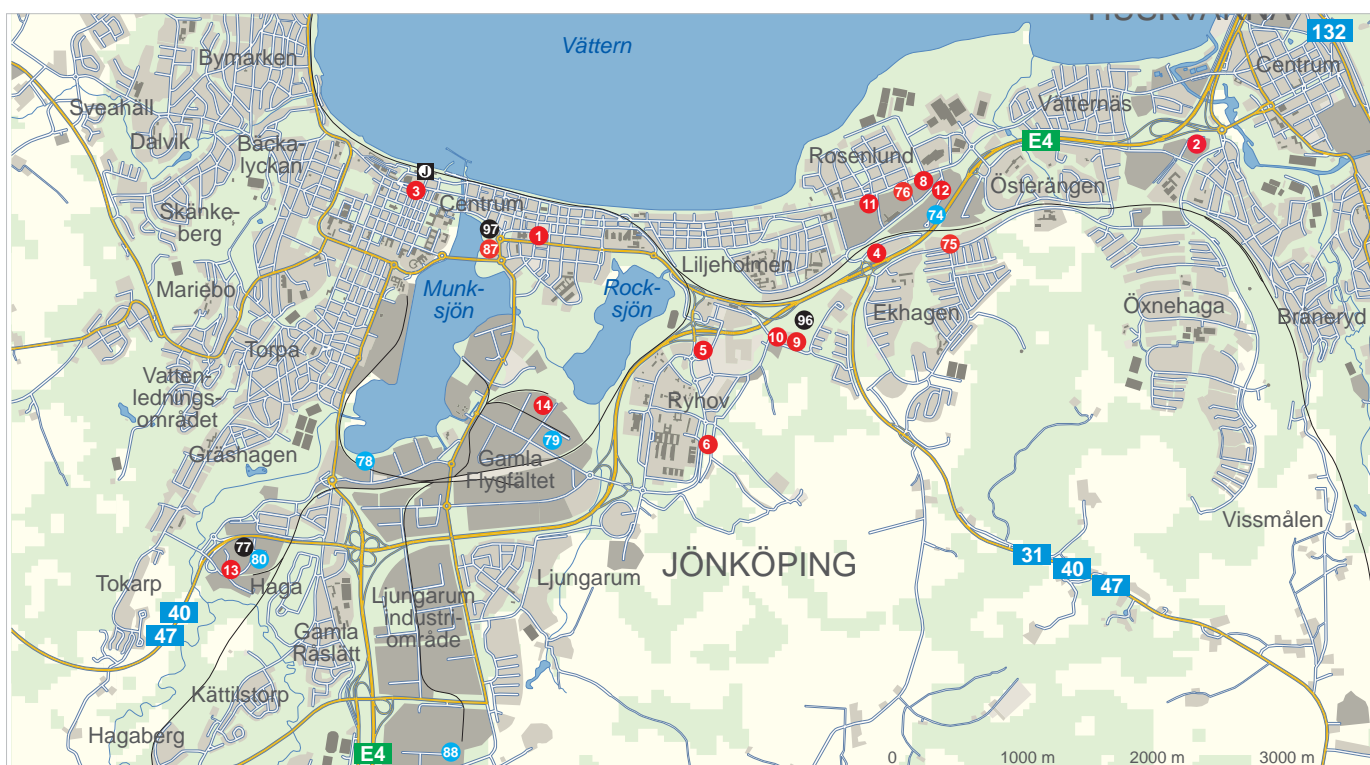 HUSKVARNA
132
Vättern
Bymarken
Centrum
Sveahäll
Vätternäs
Dalvik
Bäcka-
lyckan
E4
2
Rosenlund
J
3
8
76
12
11
Österängen
Skänke-
berg
Centrum
74
97
1
87
75
4
Liljeholmen
Mariebo
Munk-
sjön
Rock-
sjön
Öxnehaga
Bråneryd
Ekhagen
96
10
9
5
Torpa
Vatten-
lednings-
området
Ryhov
14
79
6
Gräshagen
78
Gamla
Flygfältet
Vissmålen
77
80
13
31
40
47
JÖNKÖPING
Tokarp
Haga
Ljungarum
Ljungarum
industri-
område
40
47
Gamla
Råslätt
Kättilstorp
Hagaberg
E4
88
0
1000 m
2000 m
3000 m